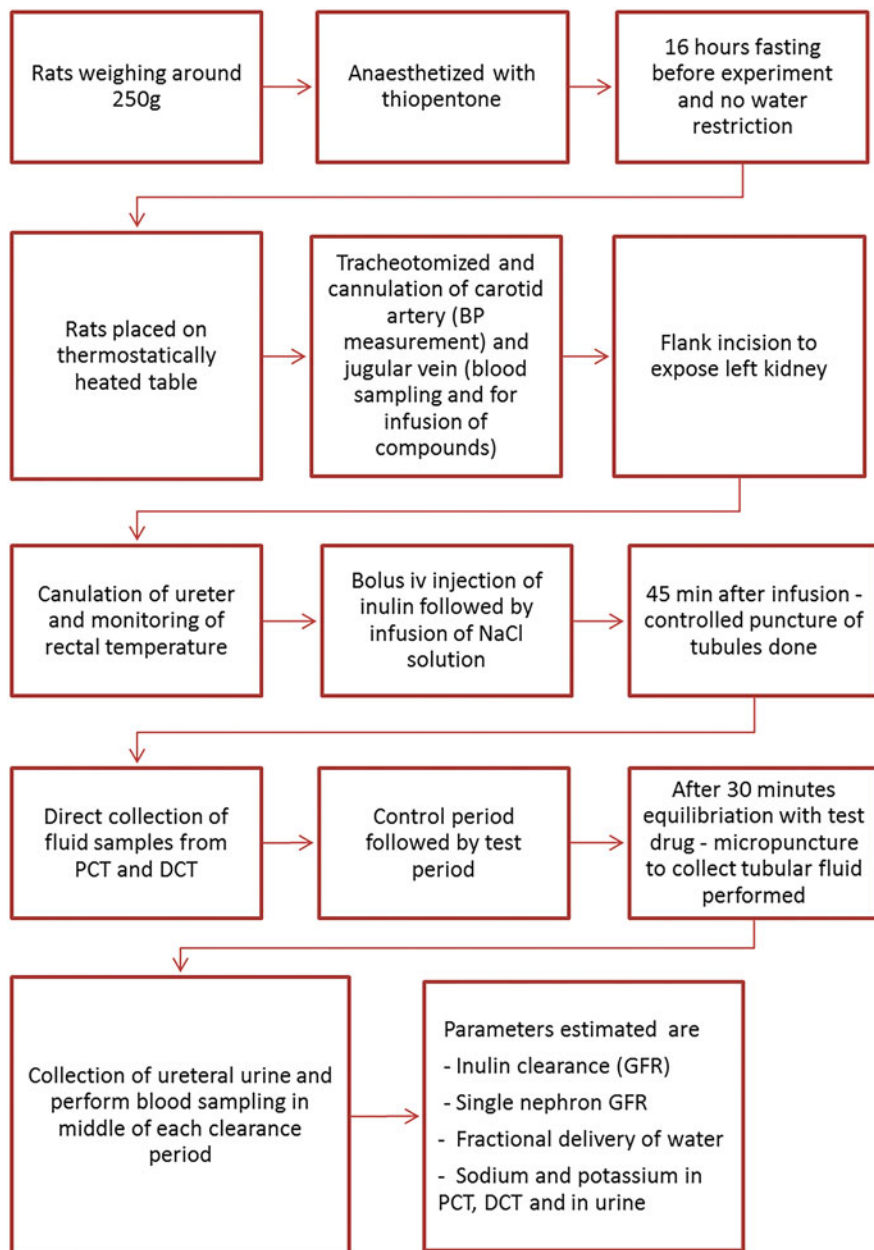 Rats weighing around
250g
Anaesthetized with
thiopentone
16 hours fasting
before experiment
and no water
restriction
Rats placed on
thermostatically
heated table
Tracheotomized and
cannulation of carotid
artery (BP
measurement) and
jugular vein (blood
sampling and for
infusion of
compounds)
Flank incision to
expose left kidney
Canulation of ureter
and monitoring of
rectal temperature
Bolus iv injection of
inulin followed by
infusion of NaCl
solution
45 min after infusion -
controlled puncture of
tubules done
Direct collection of
fluid samples from
PCT and DCT
Control period
followed by test
period
After 30 minutes
equilibriation with test
drug - micropuncture
to collect tubular fluid
performed
Collection of ureteral urine and
perform blood sampling in
middle of each clearance
period
Parameters estimated are
- Inulin clearance (GFR)
- Single nephron GFR
- Fractional delivery of water
- Sodium and potassium in
PCT, DCT and in urine